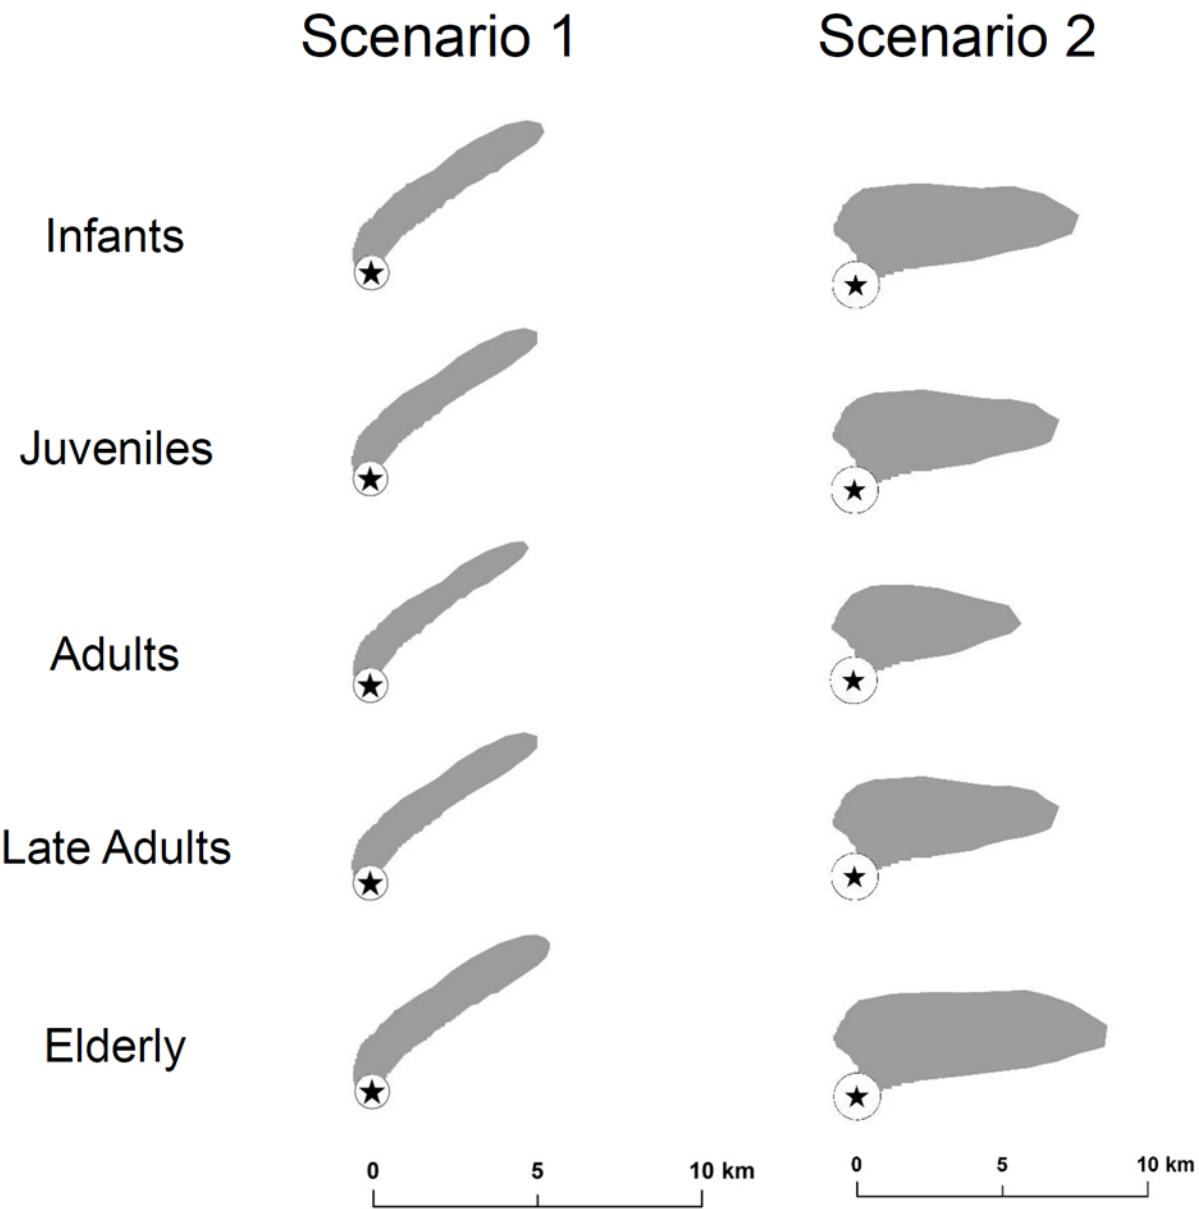 Scenario 1 Scenario 2
Infants
Juveniles
Adults
Late Adults
Elderly
0 5 10 km 0 5 10 km